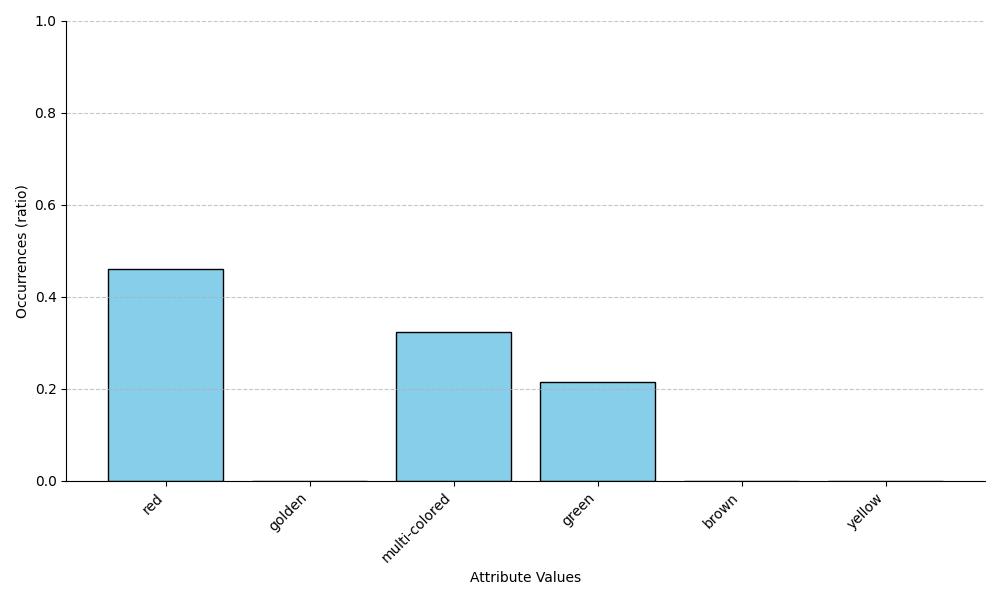 1.0
0.8
0.6
0.4
0.2
0.0
Occurrences (ratio)
red
golden
multi-colored
green
brown
yellow
Attribute Values